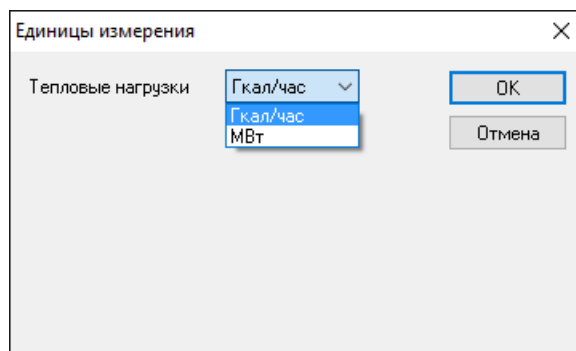 Единицы измерения
Тепловые нагрузки
Гкал/час
OK
Гкал/час
МВт
Отмена